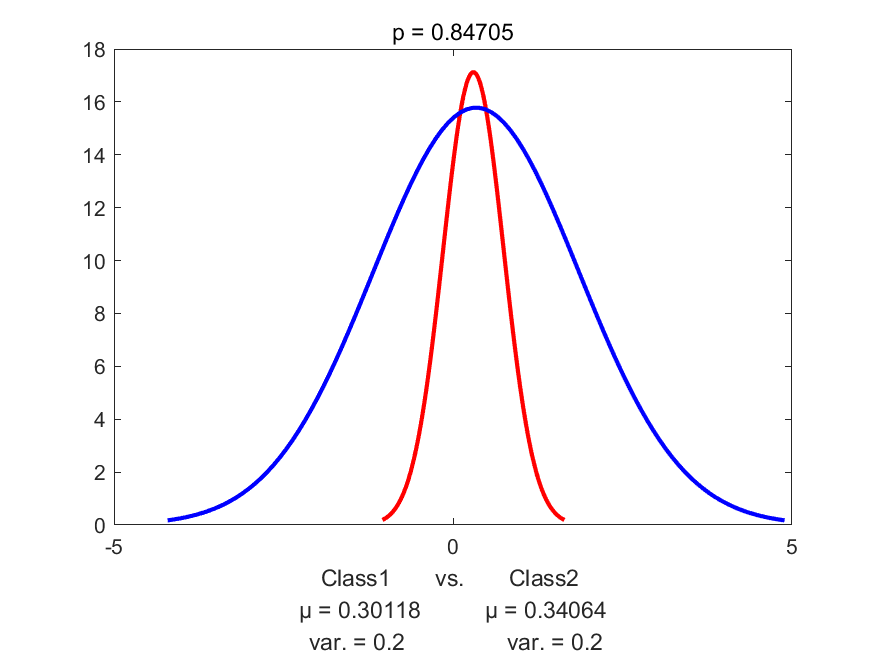 p = 0.84705
18
16
14
12
10
8
6
4
2
0
-5 0 5
Class1 vs. Class2
μ = 0.30118 μ = 0.34064
var. = 0.2 var. = 0.2